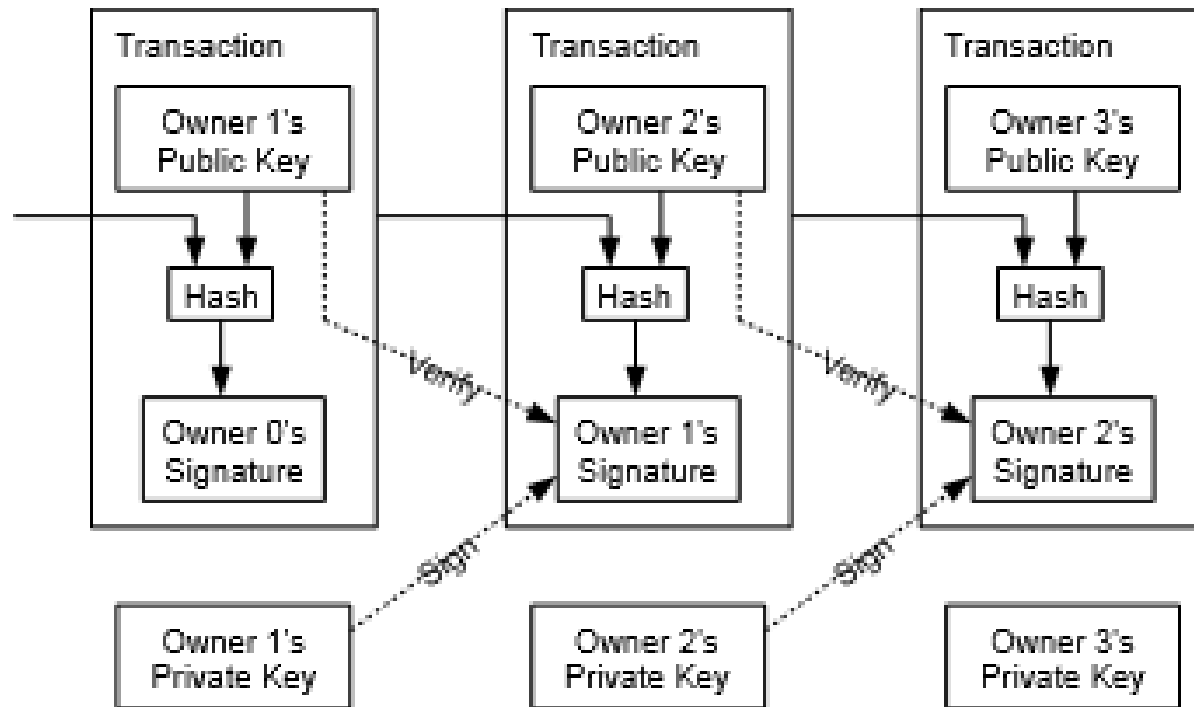 Transaction
Transaction
Transaction
Owner 1's
Public Key
Owner 2's
Public Key
Owner 3's
Public Key
Hash
Hash
Hash
Verify
Verify
Owner 0's
Signature
Owner 1's
Signature
Owner 2's
Signature
Sign
Sign
Owner 1's
Private Key
Owner 2's
Private Key
Owner 3's
Private Key